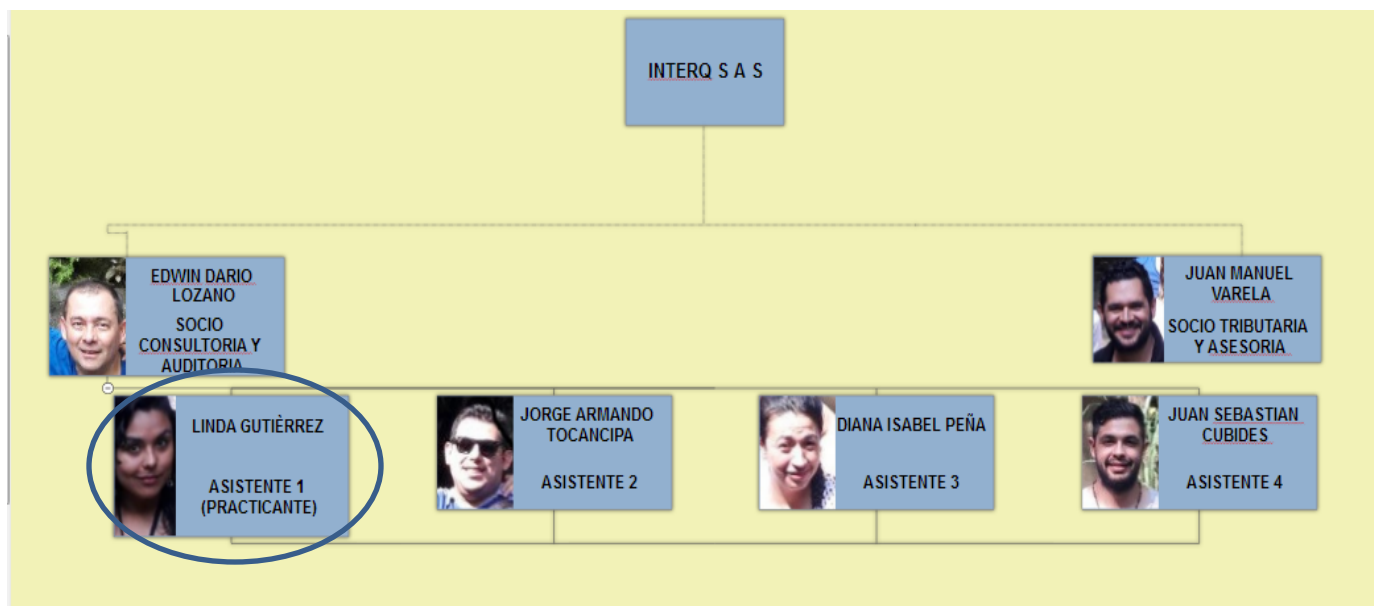 INTERQ S A S
EDWIN DARIO
LOZANO
SOCIO
CONSULTORIA Y
AUDITORIA
JUAN MANUEL
VARELA
SOCIO TRIBUTARIA
Y ASESORIA
LINDA GUTIÈRREZ
ASISTENTE 1
(PRACTICANTE)
JORGE ARMANDO
TOCANCIPA
ASISTENTE 2
DIANA ISABEL PEÑA
ASISTENTE 3
JUAN SEBASTIAN
CUBIDES
ASISTENTE 4